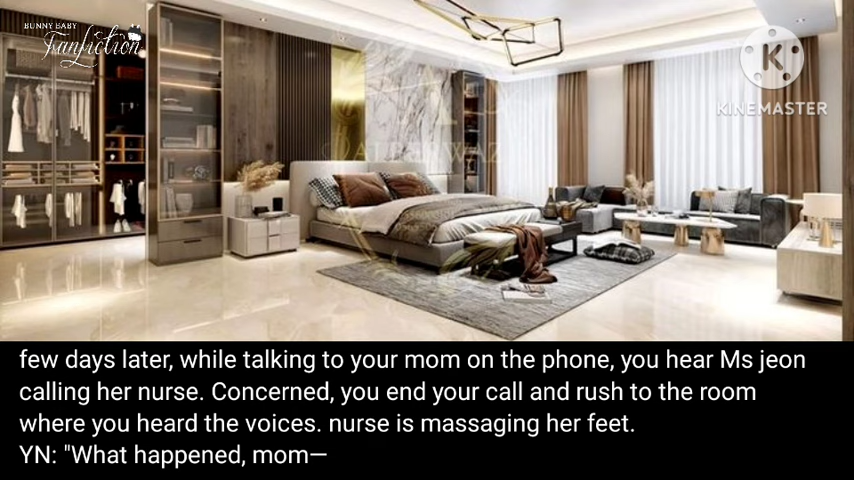 BUNNY BABY
Fanfiction
KINEMASTER
few days later, while talking to your mom on the phone, you hear Ms jeon
calling her nurse. Concerned, you end your call and rush to the room
where you heard the voices. nurse is massaging her feet.
YN: "What happened, mom—